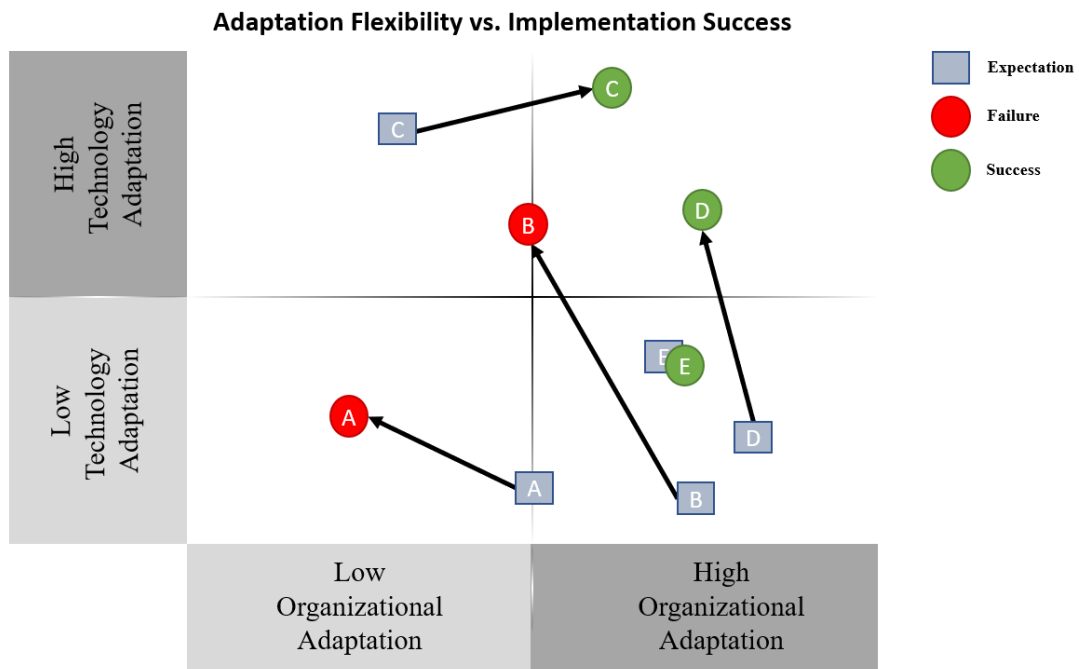 Adaptation Flexibility vs. Implementation Success
Expectation
Failure
Success
High
Technology
Adaptation
Low
Technology
Adaptation
C
C
B
D
E
E
A
D
A
B
Low
Organizational
Adaptation
High
Organizational
Adaptation